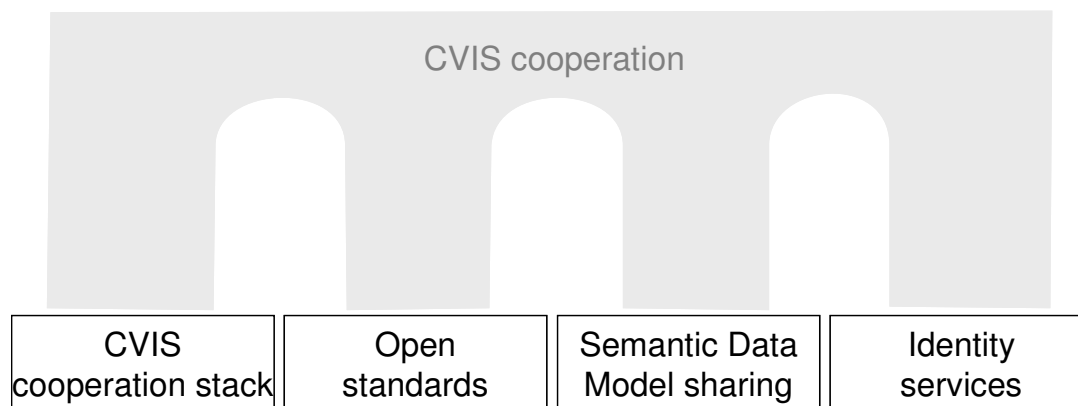 CVIS cooperation
CVIS
cooperation stack
Open
standards
Semantic Data
Model sharing
Identity
services